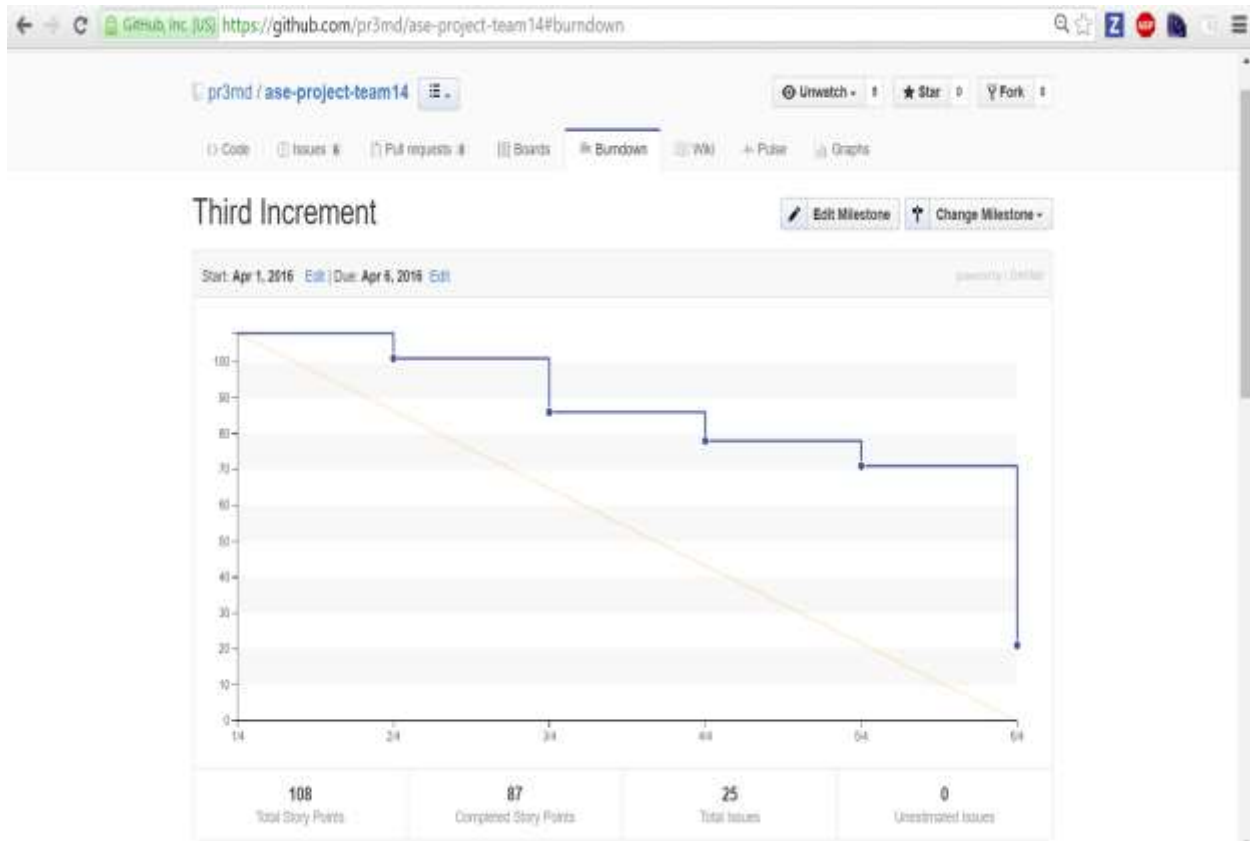 GitHub, Inc. [US] https://github.com/pr3md/ase-project-team14#burndown
pr3md / ase-project-team14
Unwatch Star 0 Fork
Code Issues Pull requests Boards Burndown Wiki Pulse Graphs
Third Increment
Edit Milestone Change Milestone
Start: Apr 1, 2016 Edit | Due: Apr 6, 2016 Edit
100
90
80
70
60
50
40
30
20
10
0
1/4 2/4 3/4 4/4 5/4 6/4
108 87 25 0
Total Story Points Completed Story Points Total Issues Unestimated Issues